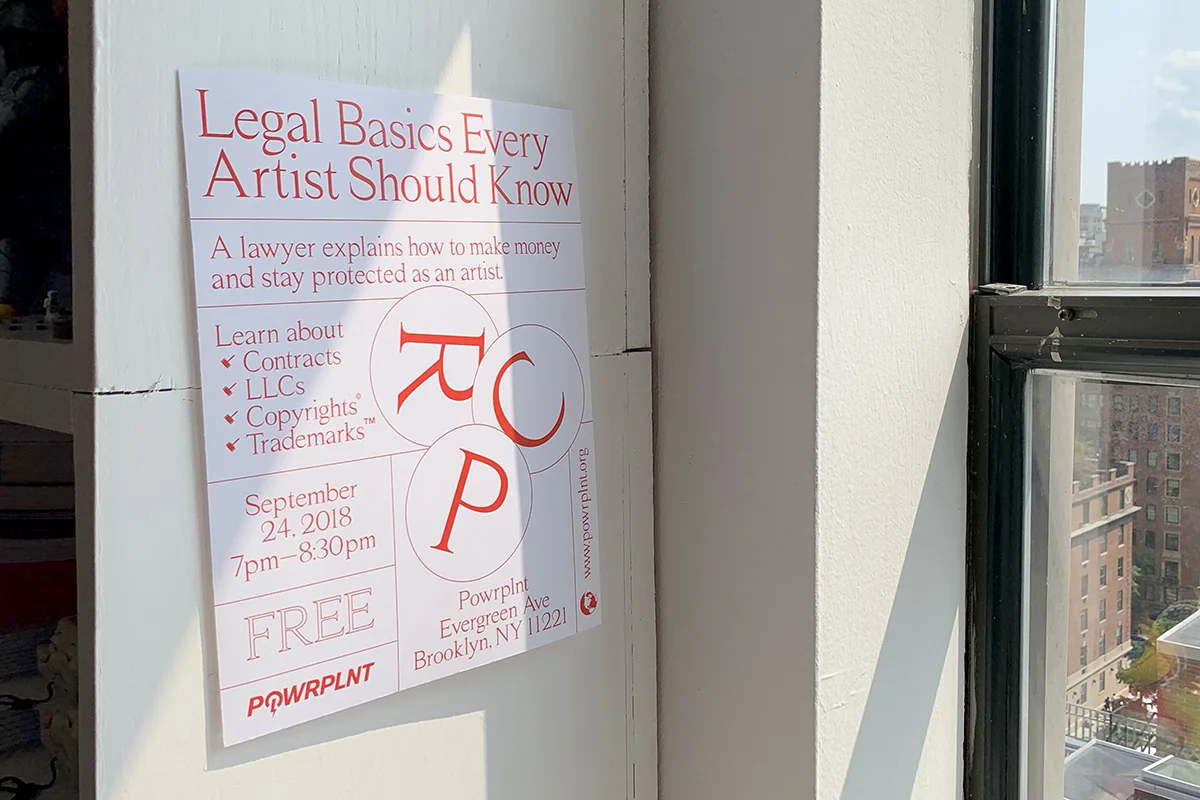 Legal Basics Every
Artist Should Know
A lawyer explains how to make money
and stay protected as an artist.
Learn about
Contracts
LLCs
Copyrights©
Trademarks™
R
C
P
September
24, 2018
7pm—8:30pm
FREE
POWRPLNT
Powrplnt
Evergreen Ave
Brooklyn, NY 11221
www.powrplnt.org